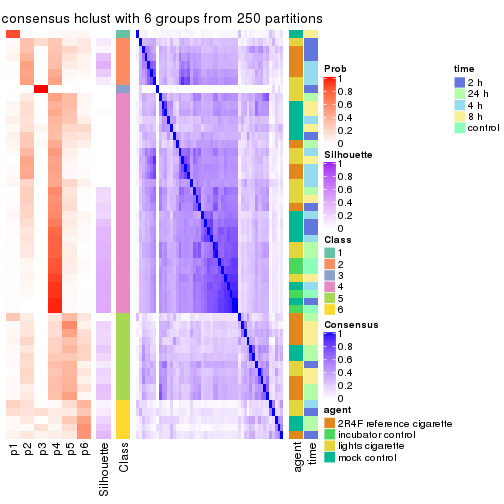 consensus hclust with 6 groups from 250 partitions
Prob
1
0.8
0.6
0.4
0.2
0
Silhouette
1
0.8
0.6
0.4
0.2
0
Class
1
2
3
4
5
6
Consensus
1
0.8
0.6
0.4
0.2
0
agent
2R4F reference cigarette
incubator control
lights cigarette
mock control
time
2 h
24 h
4 h
8 h
control
p1
p2
p3
p4
p5
p6
Silhouette
Class
agent
time